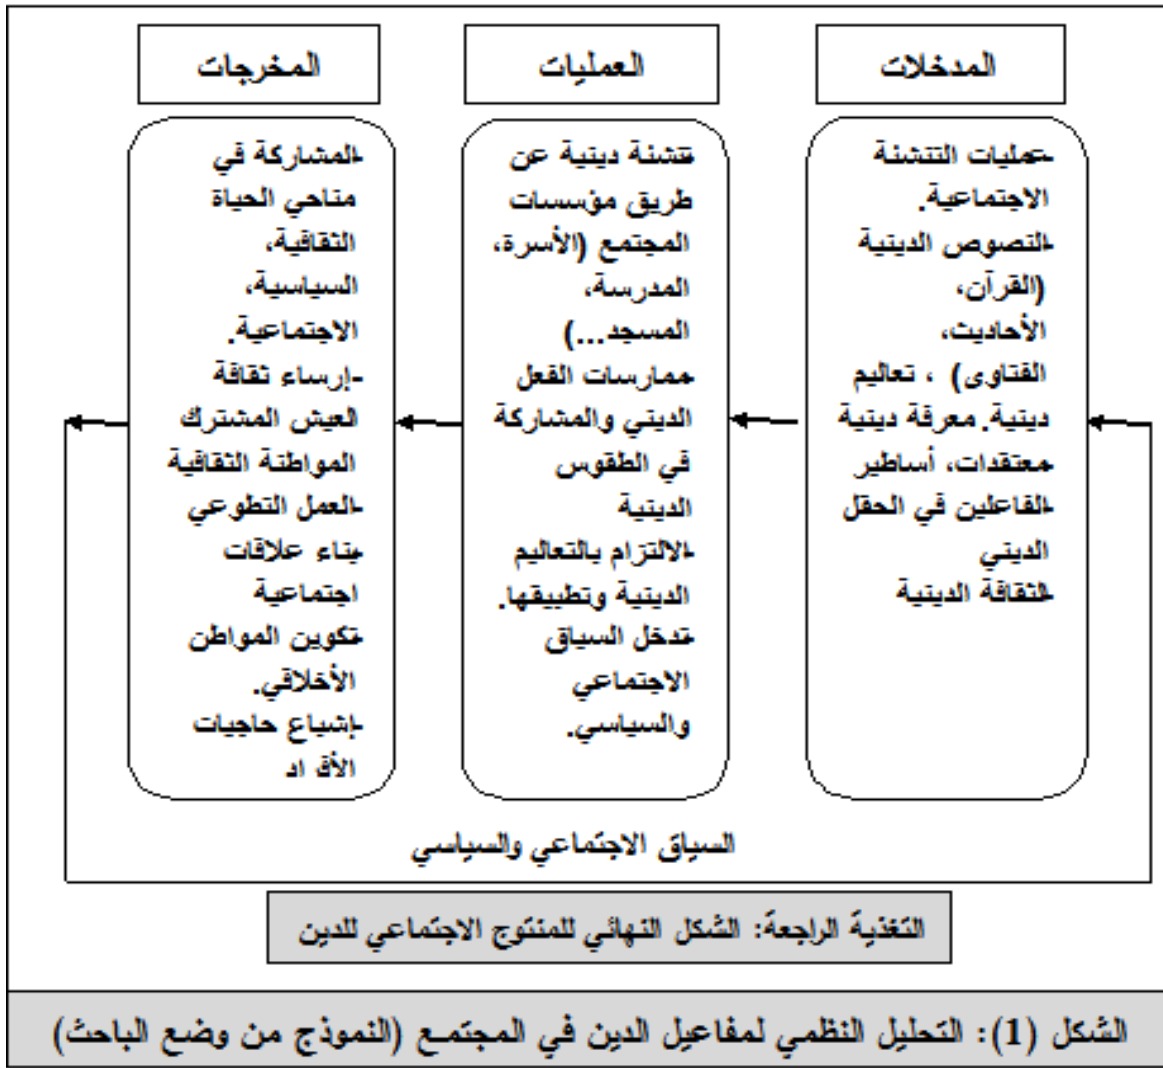 المدخلات
العمليات
المخرجات
-عمليات التنشئة
الاجتماعية.
-النصوص الدينية
(القرآن،
الأحاديث،
الفتاوى) ، تعاليم
دينية. معرفة دينية
-معتقدات، أساطير
-الفاعلين في الحقل
الديني
-الثقافة الدينية
-تنشئة دينية عن
طريق مؤسسات
المجتمع (الأسرة،
المدرسة،
المسجد...)
-ممارسات الفعل
الديني والمشاركة
في الطقوس
الدينية
-الالتزام بالتعاليم
الدينية وتطبيقها.
-تدخل السياق
الاجتماعي
والسياسي.
-المشاركة في
مناحي الحياة
الثقافية،
السياسية،
الاجتماعية.
-إرساء ثقافة
العيش المشترك
المواطنة الثقافية
-العمل التطوعي
-بناء علاقات
اجتماعية
-تكوين المواطن
الأخلاقي.
-إشباع حاجيات
الأفراد
السياق الاجتماعي والسياسي
التغذية الراجعة: الشكل النهائي للمنتوج الاجتماعي للدين
الشكل (1): التحليل النظمي لمفاعيل الدين في المجتمع (النموذج من وضع الباحث)